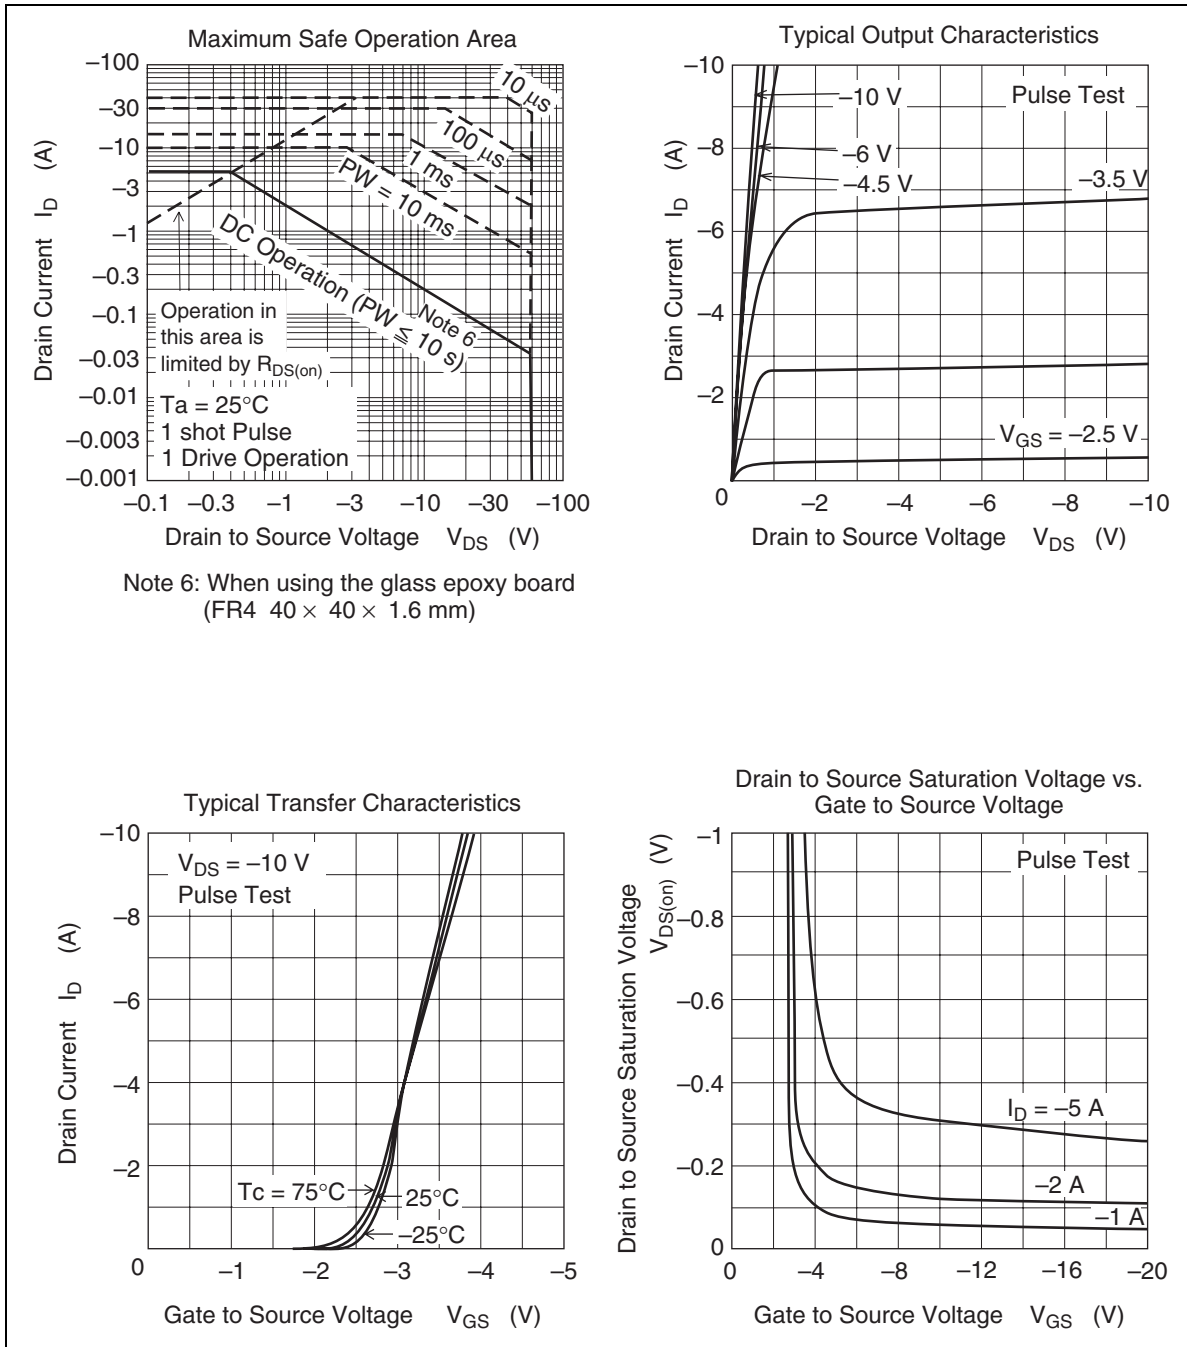 Maximum Safe Operation Area
–100
–30
–10
–3
–1
–0.3
–0.1
–0.03
–0.01
–0.003
–0.001
Drain Current I_D (A)
10 μs
100 μs
1 ms
PW = 10 ms
DC Operation (PW ≦ 10 s)
Note 6
Operation in
this area is
limited by R_DS(on)
Ta = 25°C
1 shot Pulse
1 Drive Operation
–0.1 –0.3 –1 –3 –10 –30 –100
Drain to Source Voltage V_DS (V)
Note 6: When using the glass epoxy board
(FR4 40 × 40 × 1.6 mm)
Typical Output Characteristics
–10
–8
–6
–4
–2
0
Drain Current I_D (A)
–10 V
Pulse Test
–6 V
–4.5 V
–3.5 V
V_GS = –2.5 V
–2 –4 –6 –8 –10
Drain to Source Voltage V_DS (V)
Typical Transfer Characteristics
–10
–8
–6
–4
–2
0
Drain Current I_D (A)
V_DS = –10 V
Pulse Test
Tc = 75°C
25°C
–25°C
–1 –2 –3 –4 –5
Gate to Source Voltage V_GS (V)
Drain to Source Saturation Voltage vs.
Gate to Source Voltage
–1
–0.8
–0.6
–0.4
–0.2
0
Drain to Source Saturation Voltage
V_DS(on) (V)
Pulse Test
I_D = –5 A
–2 A
–1 A
0 –4 –8 –12 –16 –20
Gate to Source Voltage V_GS (V)